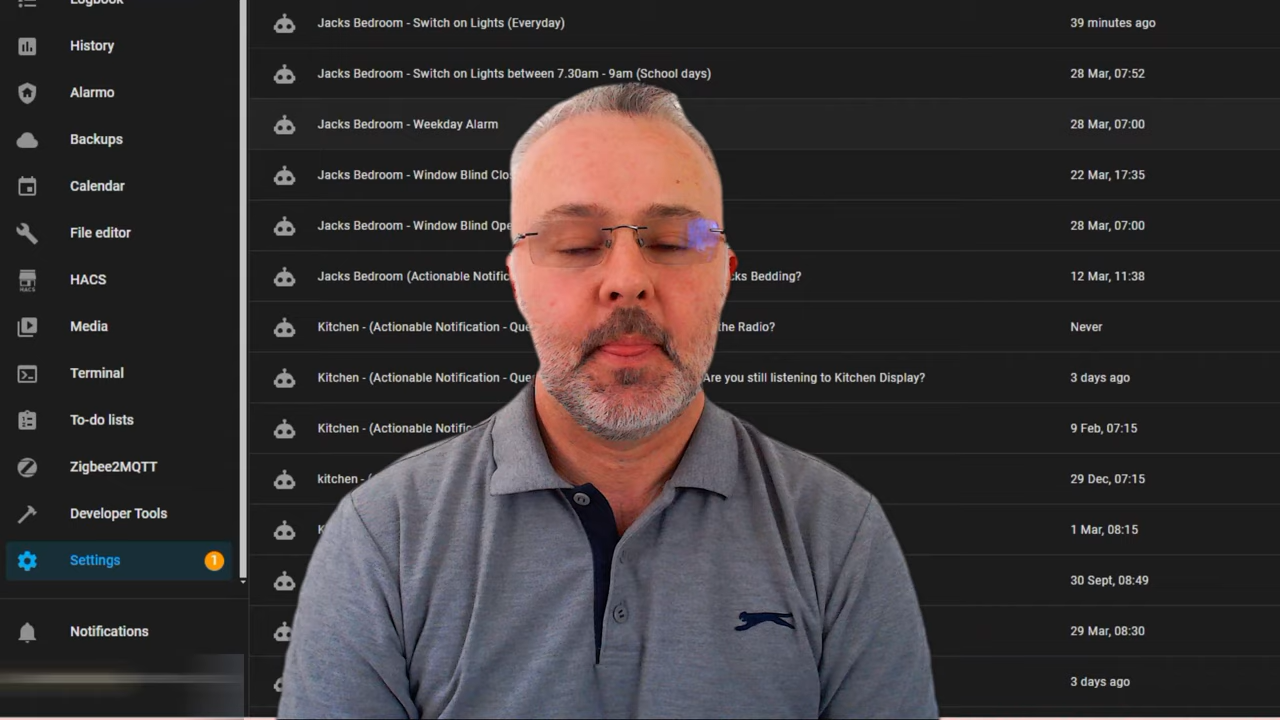 Logbook
History
Alarmo
Backups
Calendar
File editor
HACS
HACS
Media
Terminal
To-do lists
Zigbee2MQTT
Developer Tools
Settings 1
Notifications
Jacks Bedroom - Switch on Lights (Everyday) 39 minutes ago
Jacks Bedroom - Switch on Lights between 7.30am - 9am (School days) 28 Mar, 07:52
Jacks Bedroom - Weekday Alarm 28 Mar, 07:00
Jacks Bedroom - Window Blind Clo 22 Mar, 17:35
Jacks Bedroom - Window Blind Ope 28 Mar, 07:00
Jacks Bedroom (Actionable Notific cks Bedding? 12 Mar, 11:38
Kitchen - (Actionable Notification - Que the Radio? Never
Kitchen - (Actionable Notification - Que Are you still listening to Kitchen Display? 3 days ago
Kitchen - (Actionable Notific 9 Feb, 07:15
kitchen - ( 29 Dec, 07:15
K 1 Mar, 08:15
30 Sept, 08:49
29 Mar, 08:30
3 days ago